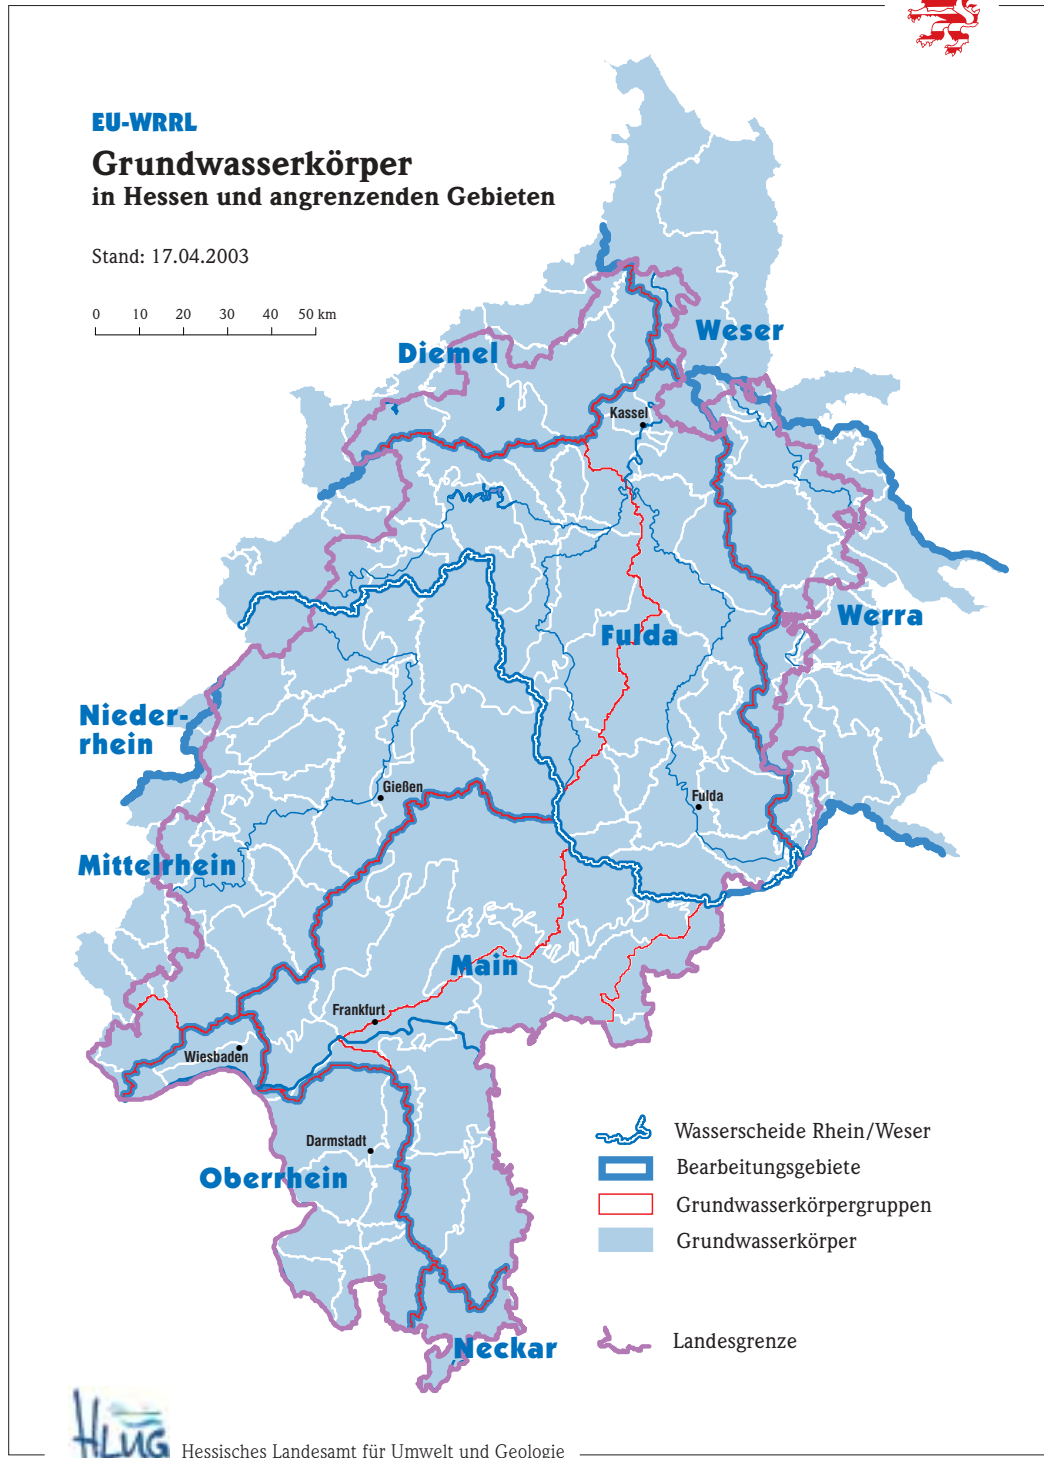 EU-WRRL
Grundwasserkörper
in Hessen und angrenzenden Gebieten
Stand: 17.04.2003
0 10 20 30 40 50 km
Weser
Diemel
Kassel
Werra
Fulda
Nieder-
rhein
Gießen
Fulda
Mittelrhein
Main
Frankfurt
Wiesbaden
Darmstadt
Oberrhein
Neckar
Wasserscheide Rhein/Weser
Bearbeitungsgebiete
Grundwasserkörpergruppen
Grundwasserkörper
Landesgrenze
HLUG
Hessisches Landesamt für Umwelt und Geologie